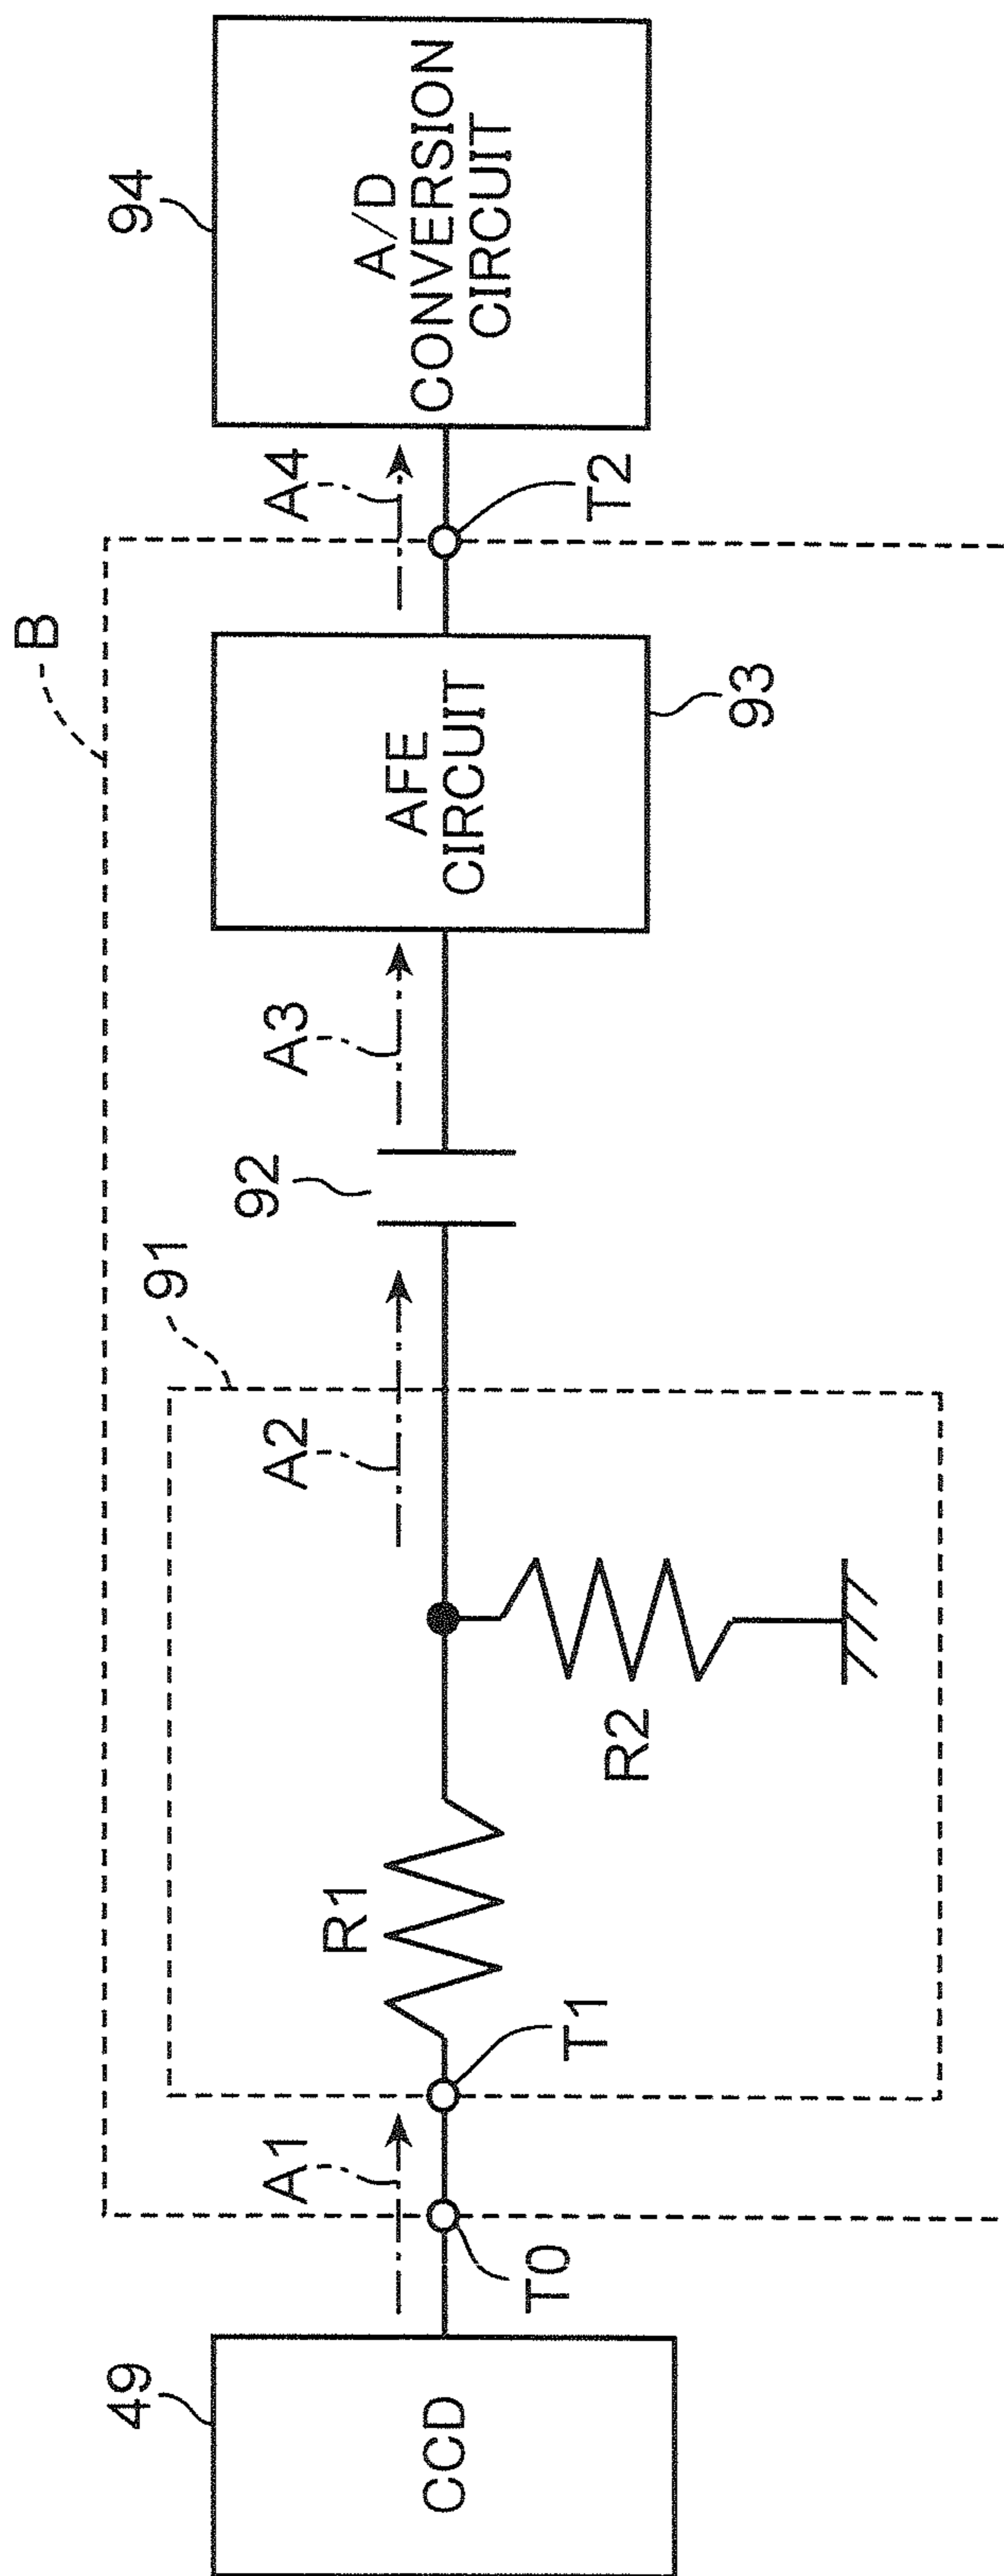 B
49
CCD
A1
T0
T1
91
R1
R2
A2
92
A3
AFE
CIRCUIT
93
A4
T2
94
A/D
CONVERSION
CIRCUIT